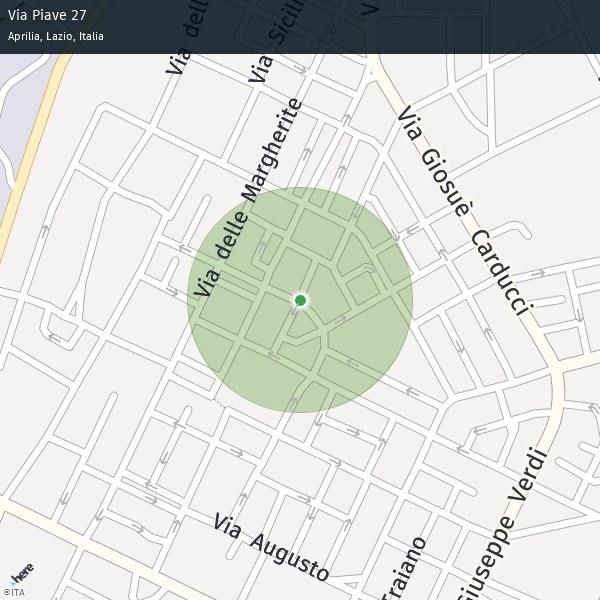 Via Piave 27
Aprilia, Lazio, Italia
Via delle
Via Sicili
V
Via delle Margherite
Via Giosuè Carducci
Via Augusto
Traiano
Giuseppe Verdi
here
©ITA